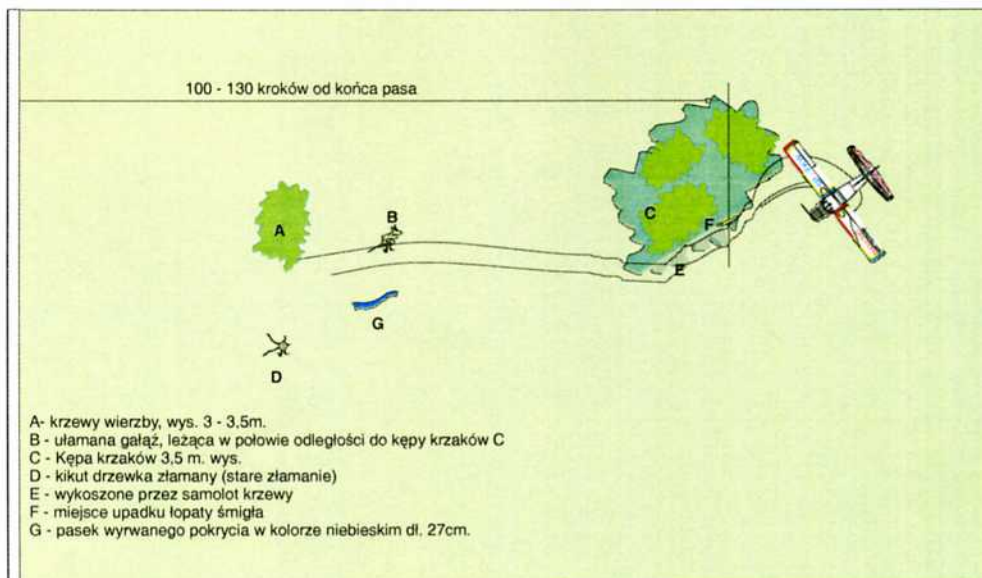 100 - 130 kroków od końca pasa
A
B
C
F
E
G
D
A- krzewy wierzby, wys. 3 - 3,5m.
B - ułamana gałąź, leżąca w połowie odległości do kępy krzaków C
C - Kępa krzaków 3,5 m. wys.
D - kikut drzewka złamany (stare złamanie)
E - wykoszone przez samolot krzewy
F - miejsce upadku łopaty śmigła
G - pasek wyrwanego pokrycia w kolorze niebieskim dł. 27cm.